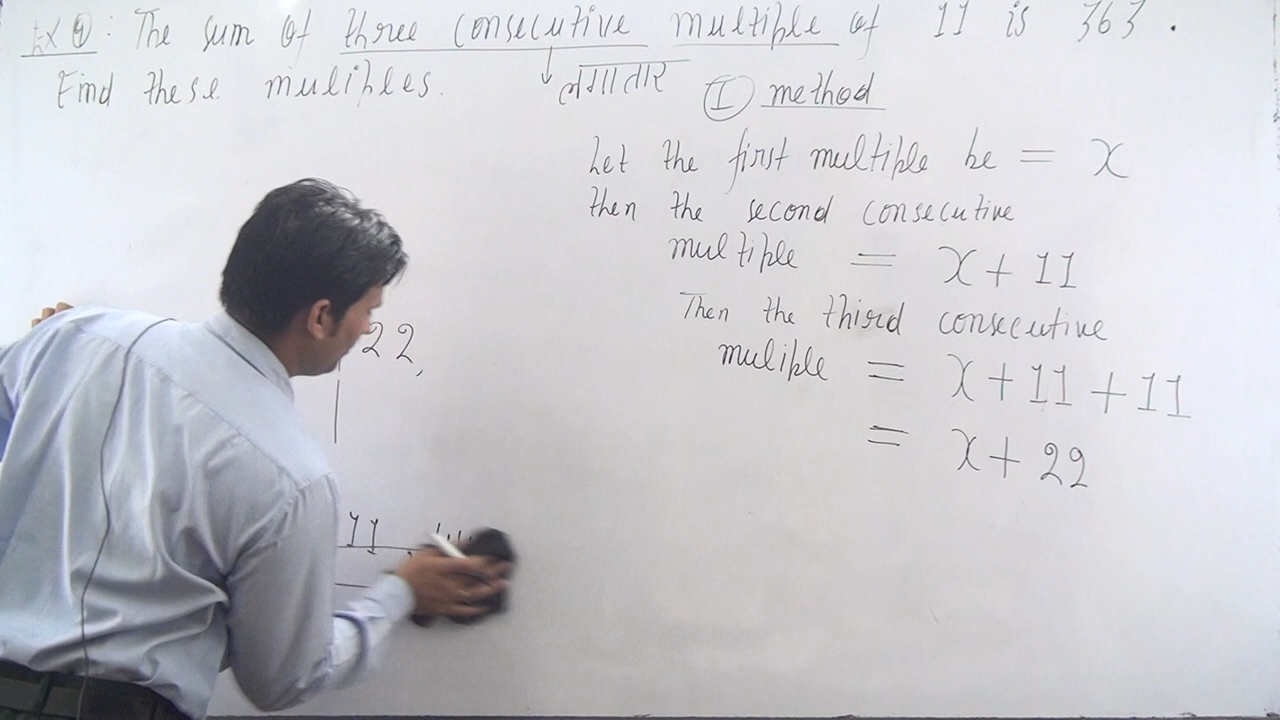 Ex 9 : The sum of three consecutive multiple of 11 is 363 .
Find these muliples.
लगातार
I method
Let the first multiple be = x
then the second consecutive
multiple = x + 11
Then the third consecutive
muliple = x + 11 + 11
= x + 22
22,
11